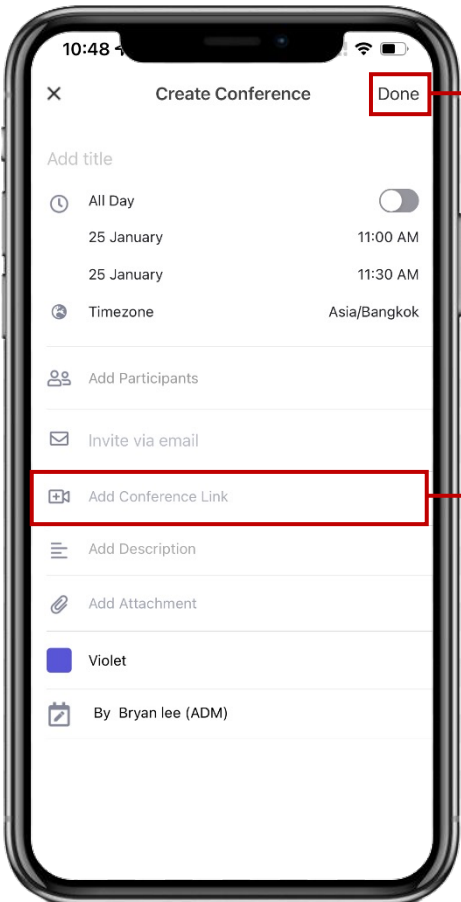 10:48
Create Conference
Done
Add title
All Day
25 January
11:00 AM
25 January
11:30 AM
Timezone
Asia/Bangkok
Add Participants
Invite via email
Add Conference Link
Add Description
Add Attachment
Violet
By Bryan lee (ADM)